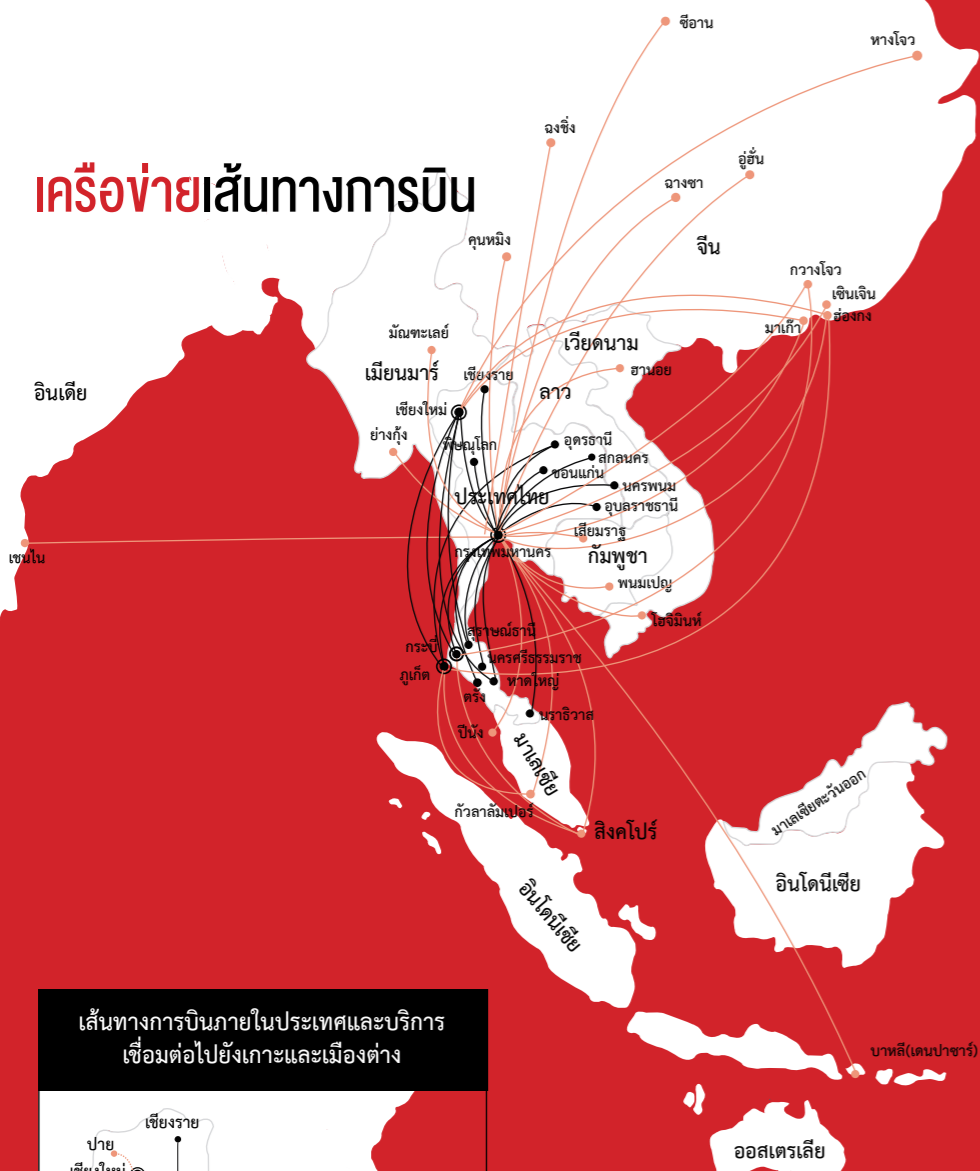 ซีอาน
หางโจว
ฉงชิ่ง
อู่ฮั่น
เครือข่ายเส้นทางการบิน
ฉางซา
คุนหมิง
จีน
กวางโจว
เซินเจิน
ฮ่องกง
มาเก๊า
มัณฑะเลย์
เวียดนาม
เมียนมาร์
เชียงราย
ฮานอย
อินเดีย
ลาว
เชียงใหม่
ย่างกุ้ง
พิษณุโลก
อุดรธานี
สกลนคร
ขอนแก่น
นครพนม
ประเทศไทย
อุบลราชธานี
เสียมราฐ
กรุงเทพมหานคร
กัมพูชา
เชนไน
พนมเปญ
โฮจิมินห์
สุราษณ์ธานี
กระบี่
นครศรีธรรมราช
ภูเก็ต
หาดใหญ่
ตรัง
นราธิวาส
ปีนัง
มาเลเซีย
กัวลาลัมเปอร์
สิงคโปร์
มาเลเซียตะวันออก
อินโดนีเซีย
อินโดนีเซีย
เส้นทางการบินภายในประเทศและบริการ
เชื่อมต่อไปยังเกาะและเมืองต่าง
บาหลี(เดนปาซาร์)
เชียงราย
ปาย
เชียงใหม่
ออสเตรเลีย